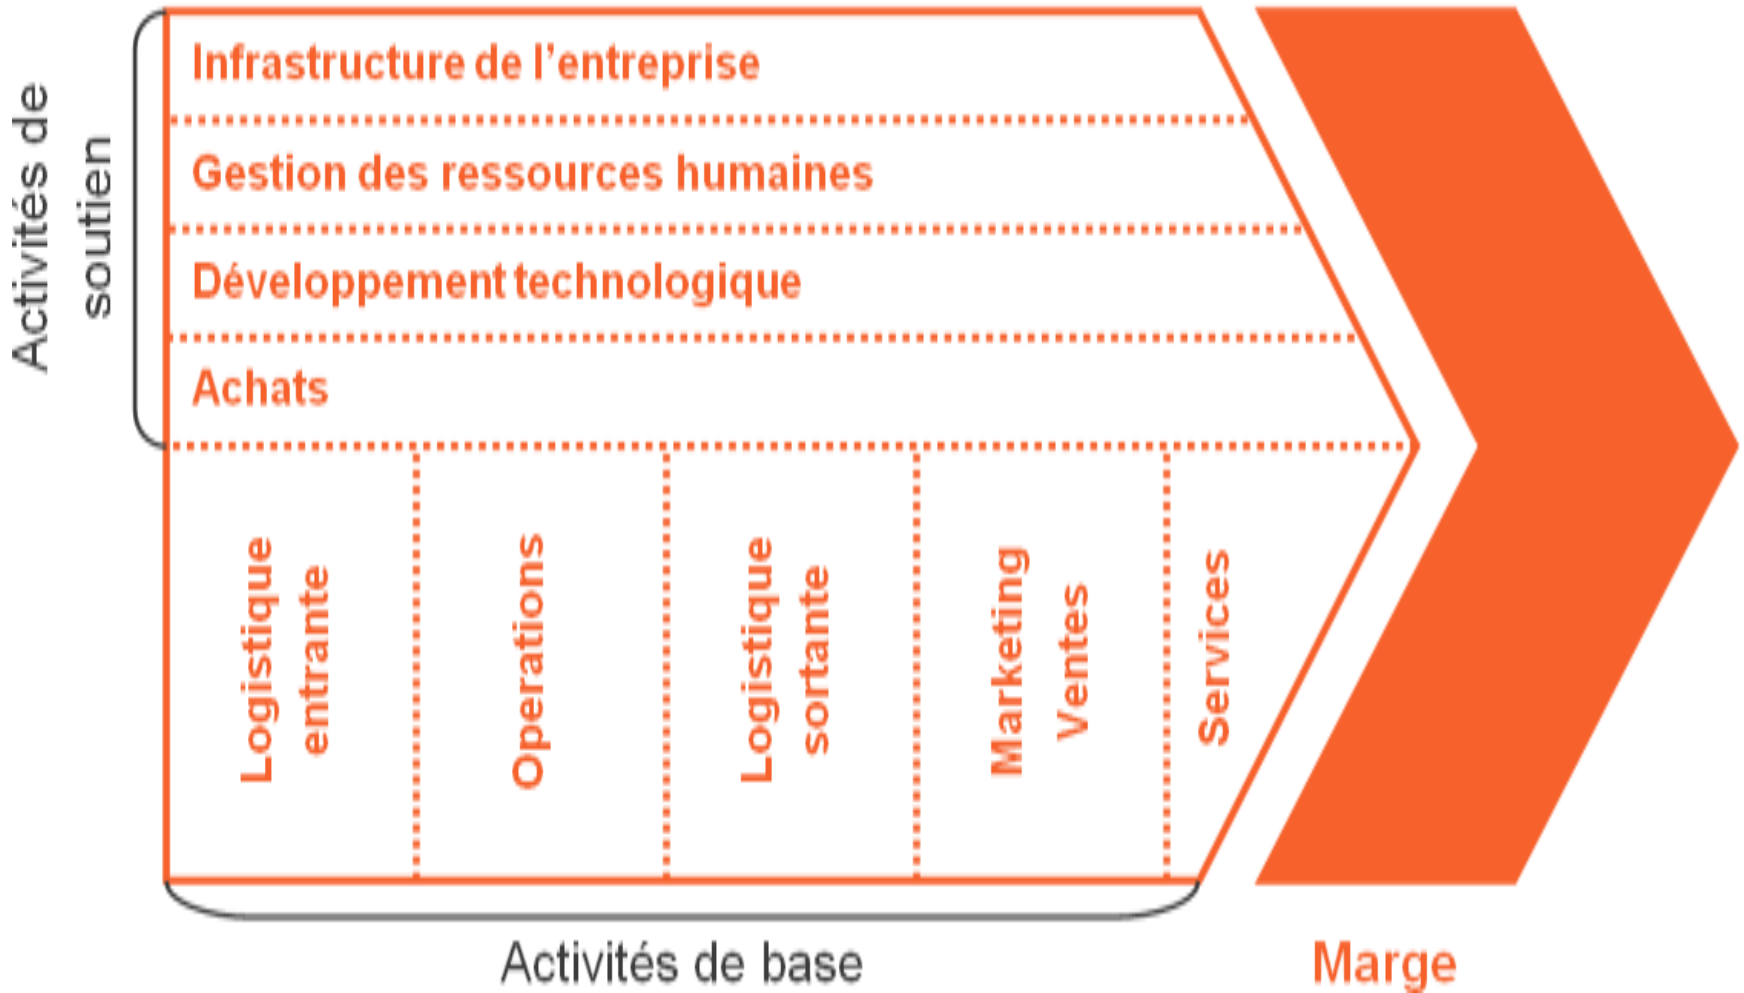 Activités de
soutien
Infrastructure de l’entreprise
Gestion des ressources humaines
Développement technologique
Achats
Logistique
entrante
Operations
Logistique
sortante
Marketing
Ventes
Services
Activités de base
Marge